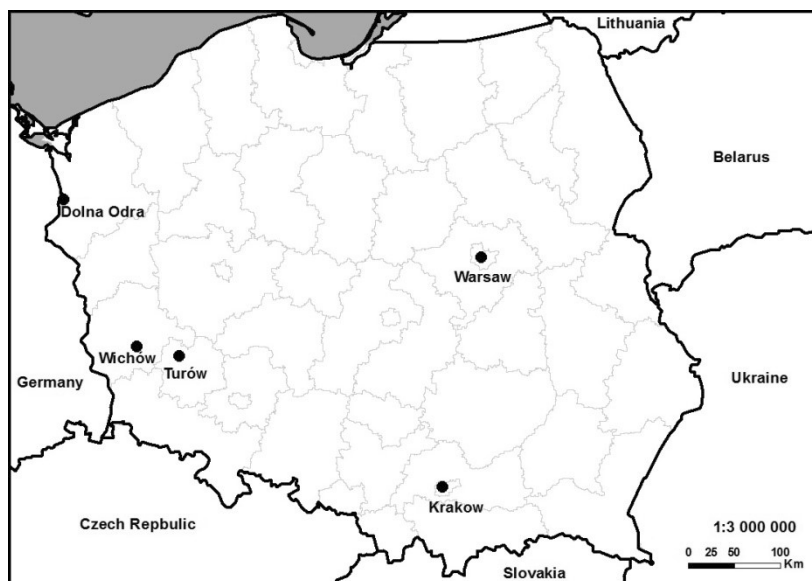 Lithuania
Belarus
Dolna Odra
Warsaw
Wichów
Turów
Germany
Ukraine
Krakow
Czech Repbulic
1:3 000 000
0 25 50 100
Km
Slovakia